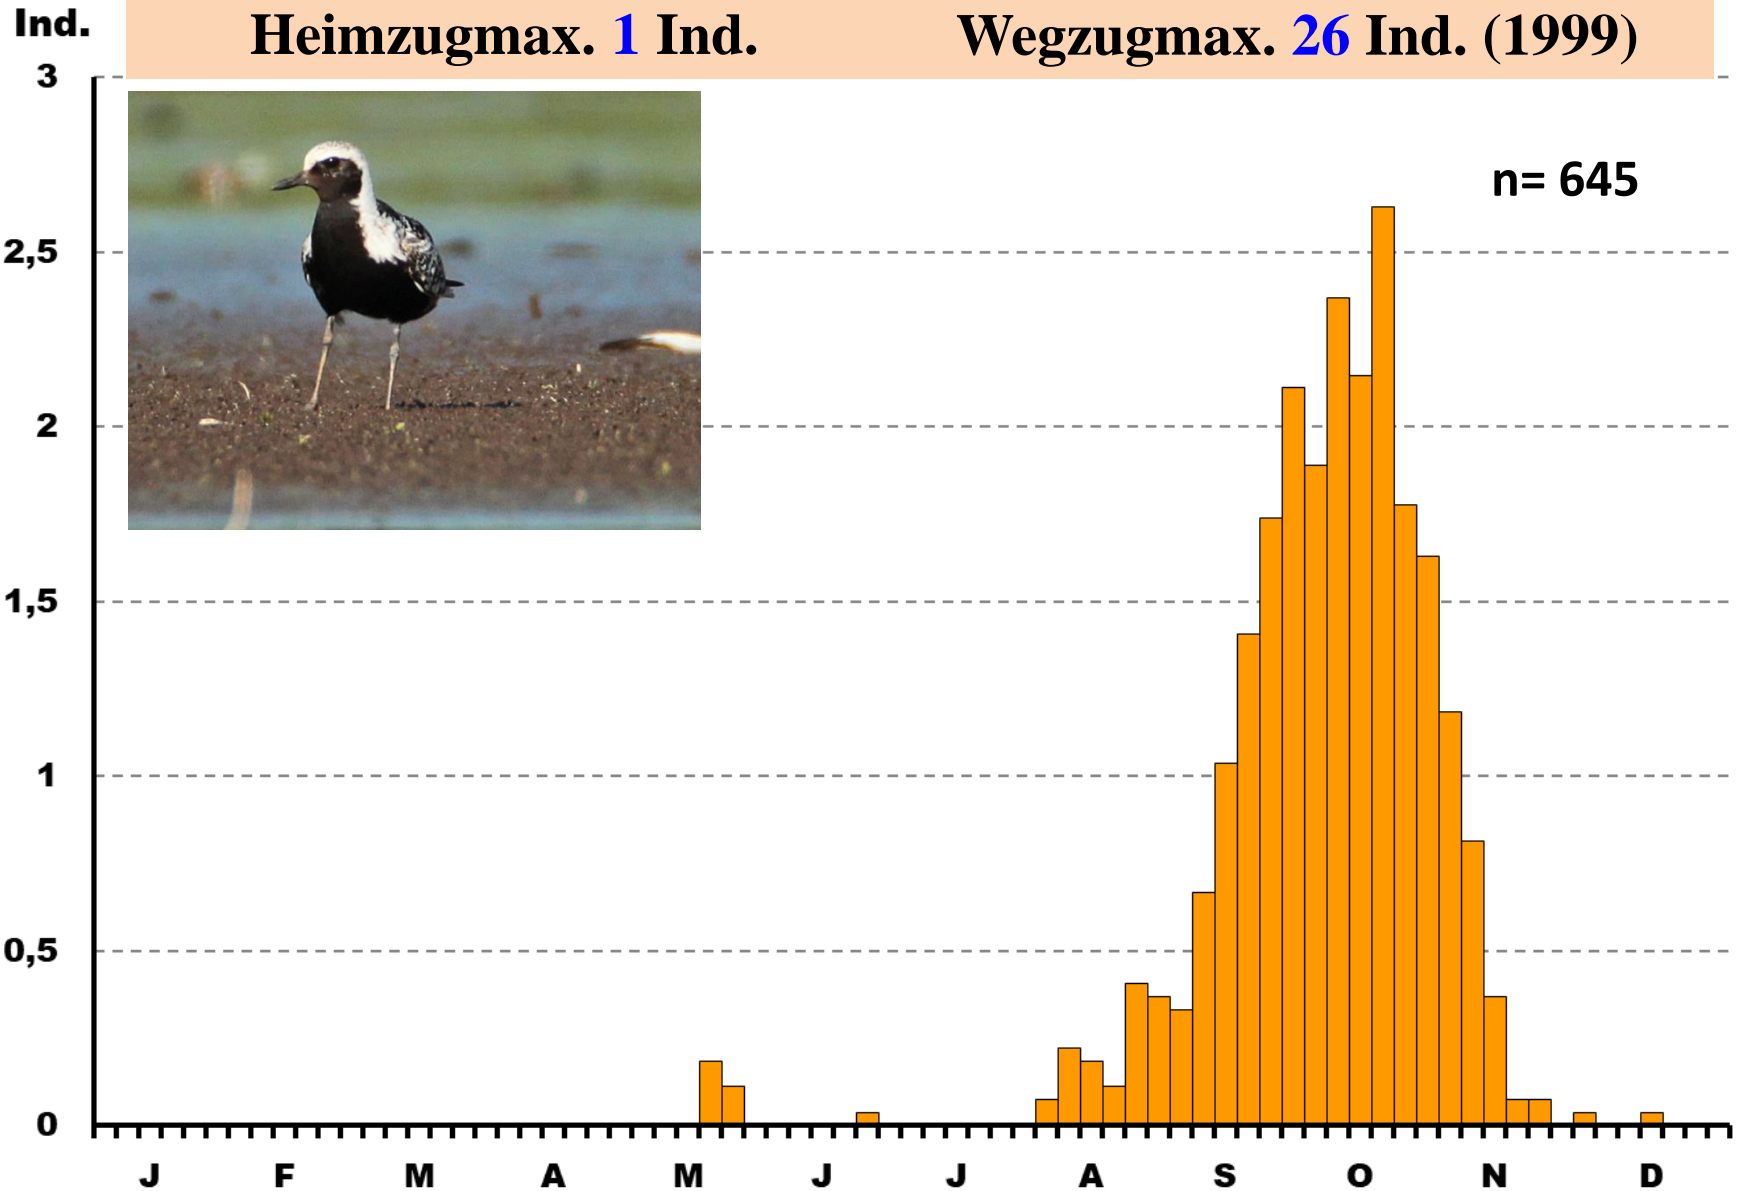 Ind.
Heimzugmax. 1 Ind.
Wegzugmax. 26 Ind. (1999)
n= 645
3
2,5
2
1,5
1
0,5
0
J F M A M J J A S O N D